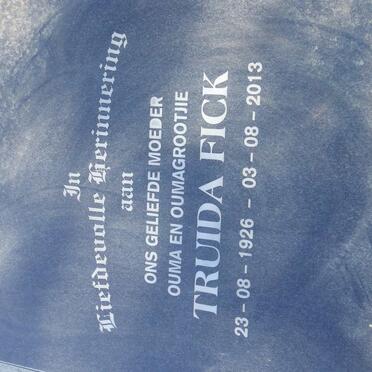 In
Liefdevolle Herinnering
aan
ONS GELIEFDE MOEDER
OUMA EN OUMAGROOTJIE
TRUIDA FICK
23 – 08 – 1926 – 03 – 08 – 2013